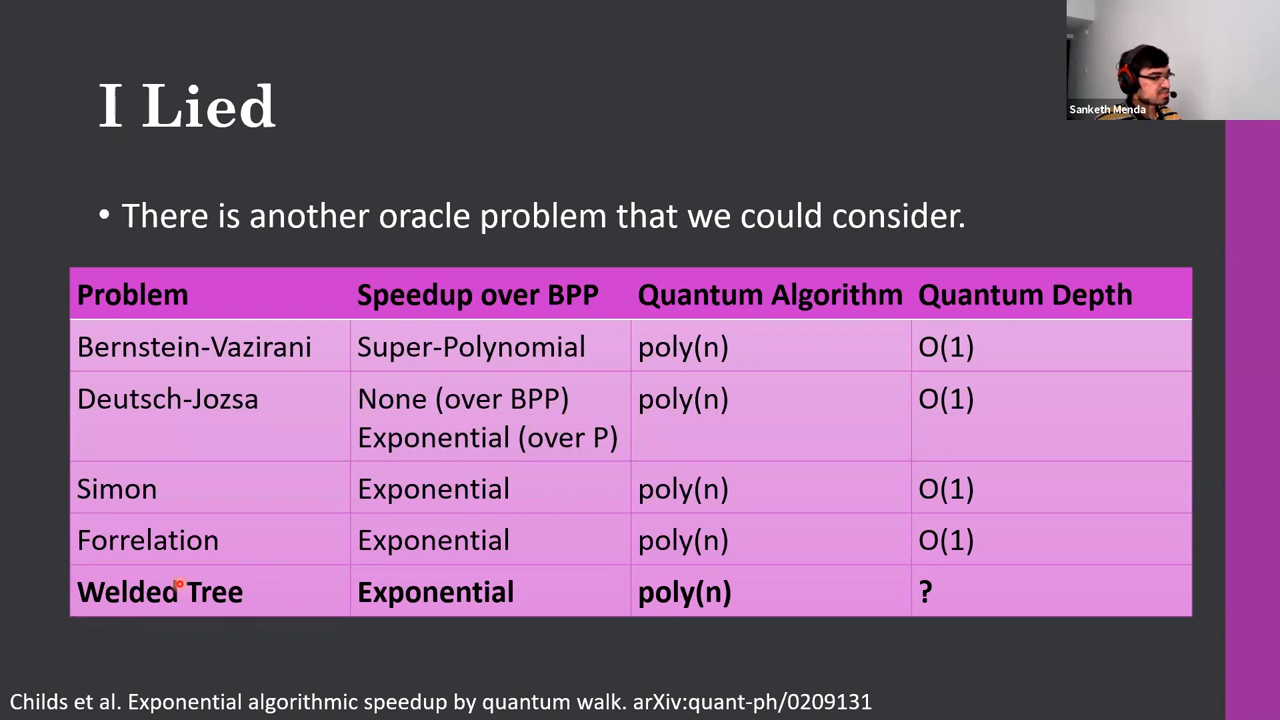 I Lied
Sanketh Menda
• There is another oracle problem that we could consider.
Problem Speedup over BPP Quantum Algorithm Quantum Depth
Bernstein-Vazirani Super-Polynomial poly(n) O(1)
Deutsch-Jozsa None (over BPP) poly(n) O(1)
Exponential (over P)
Simon Exponential poly(n) O(1)
Forrelation Exponential poly(n) O(1)
Welded Tree Exponential poly(n) ?
Childs et al. Exponential algorithmic speedup by quantum walk. arXiv:quant-ph/0209131